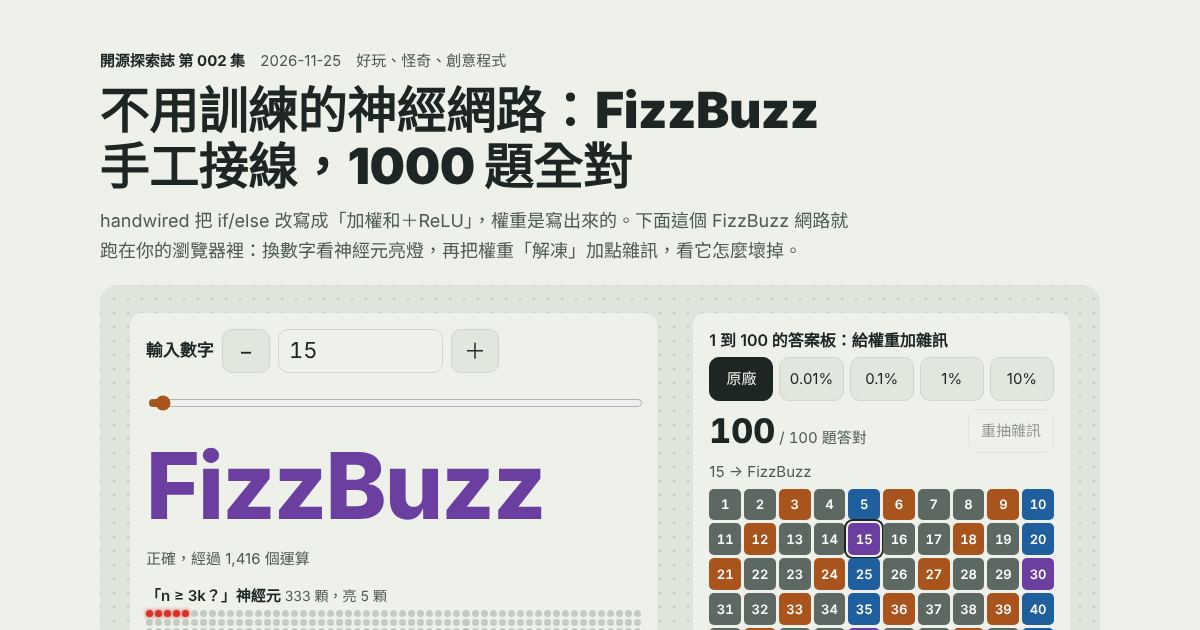 開源探索誌 第 002 集 2026-11-25 好玩、怪奇、創意程式
不用訓練的神經網路：FizzBuzz
手工接線，1000 題全對
handwired 把 if/else 改寫成「加權和＋ReLU」，權重是寫出來的。下面這個 FizzBuzz 網路就
跑在你的瀏覽器裡：換數字看神經元亮燈，再把權重「解凍」加點雜訊，看它怎麼壞掉。
輸入數字 − 15 +
FizzBuzz
正確，經過 1,416 個運算
「n ≥ 3k？」神經元 333 顆，亮 5 顆
1 到 100 的答案板：給權重加雜訊
原廠 0.01% 0.1% 1% 10%
100 / 100 題答對 重抽雜訊
15 → FizzBuzz
1 2 3 4 5 6 7 8 9 10
11 12 13 14 15 16 17 18 19 20
21 22 23 24 25 26 27 28 29 30
31 32 33 34 35 36 37 38 39 40